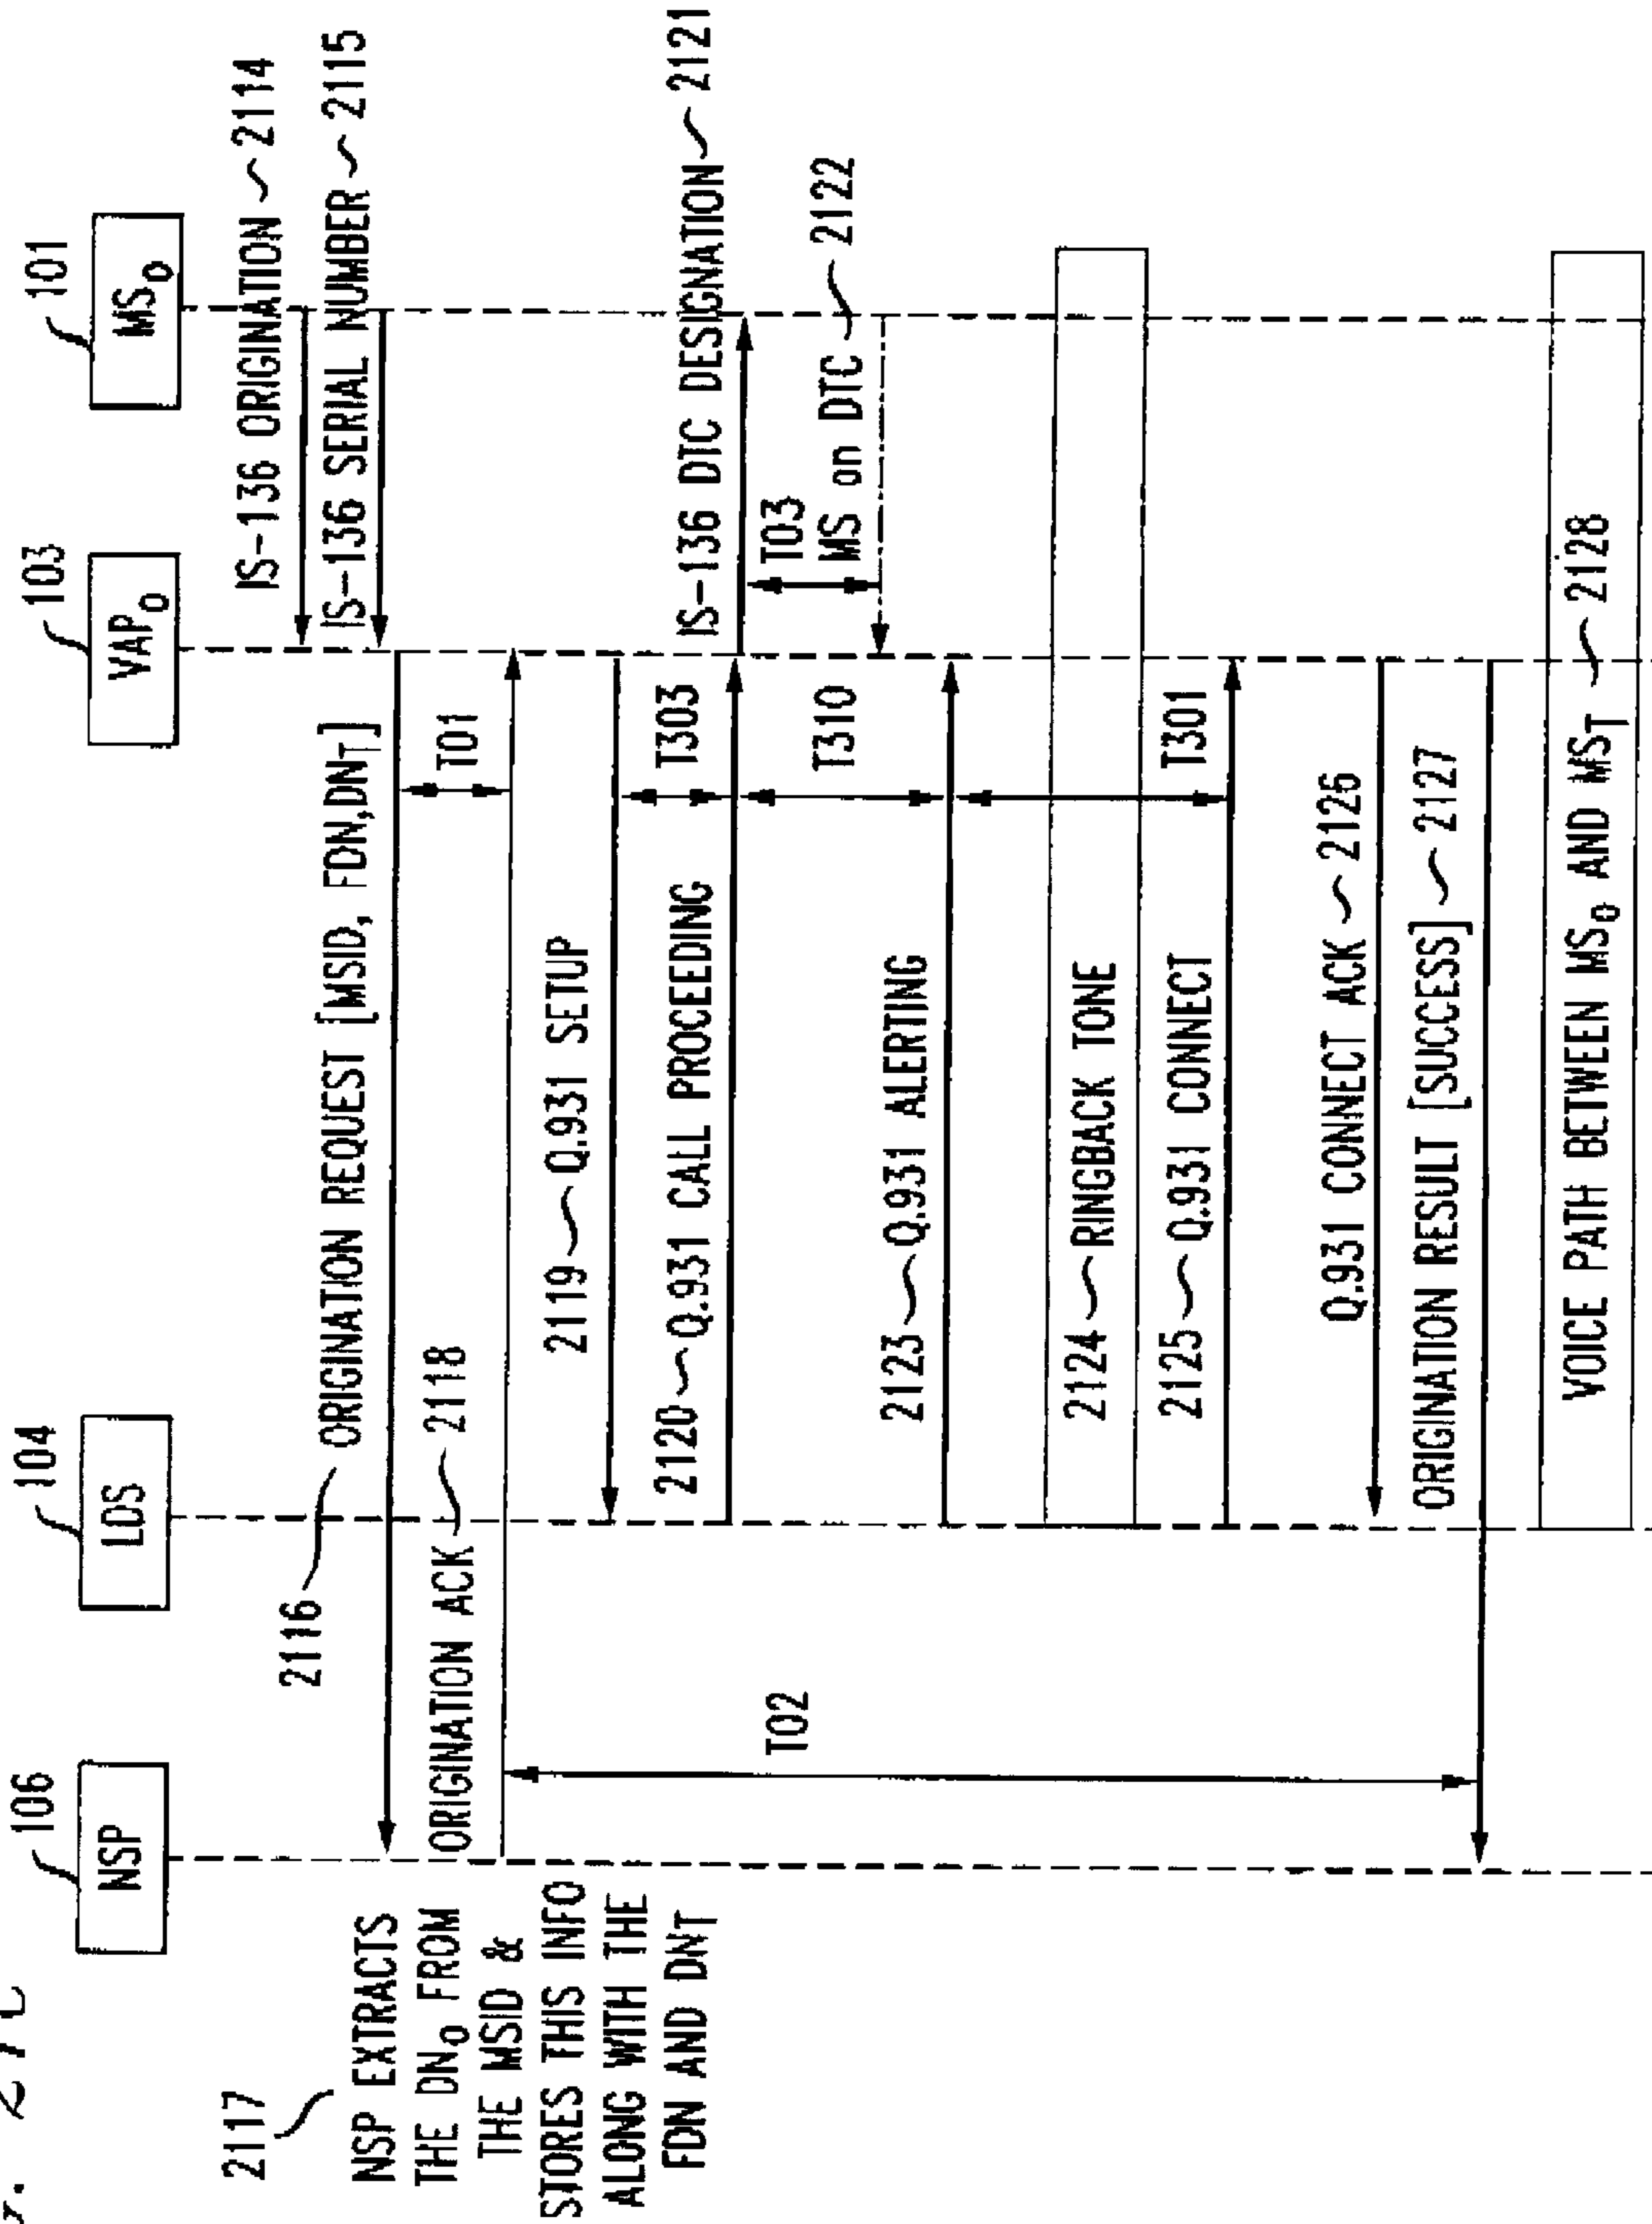 106
NSP
104
LDS
103
VAPO
101
MSO
IS-136 ORIGINATION 2114
IS-136 SERIAL NUMBER 2115
2116 ORIGINATION REQUEST [MSID, FDN,DNT]
2117
NSP EXTRACTS
THE DNO FROM
THE MSID &
STORES THIS INFO
ALONG WITH THE
FDN AND DNT
T01
ORIGINATION ACK 2118
2119 Q.931 SETUP
T303
2120 Q.931 CALL PROCEEDING
IS-136 DTC DESIGNATION 2121
T03
MS on DTC 2122
T310
T02
2123 Q.931 ALERTING
2124 RINGBACK TONE
T301
2125 Q.931 CONNECT
Q.931 CONNECT ACK 2126
ORIGINATION RESULT [SUCCESS] 2127
VOICE PATH BETWEEN MSO AND MST 2128